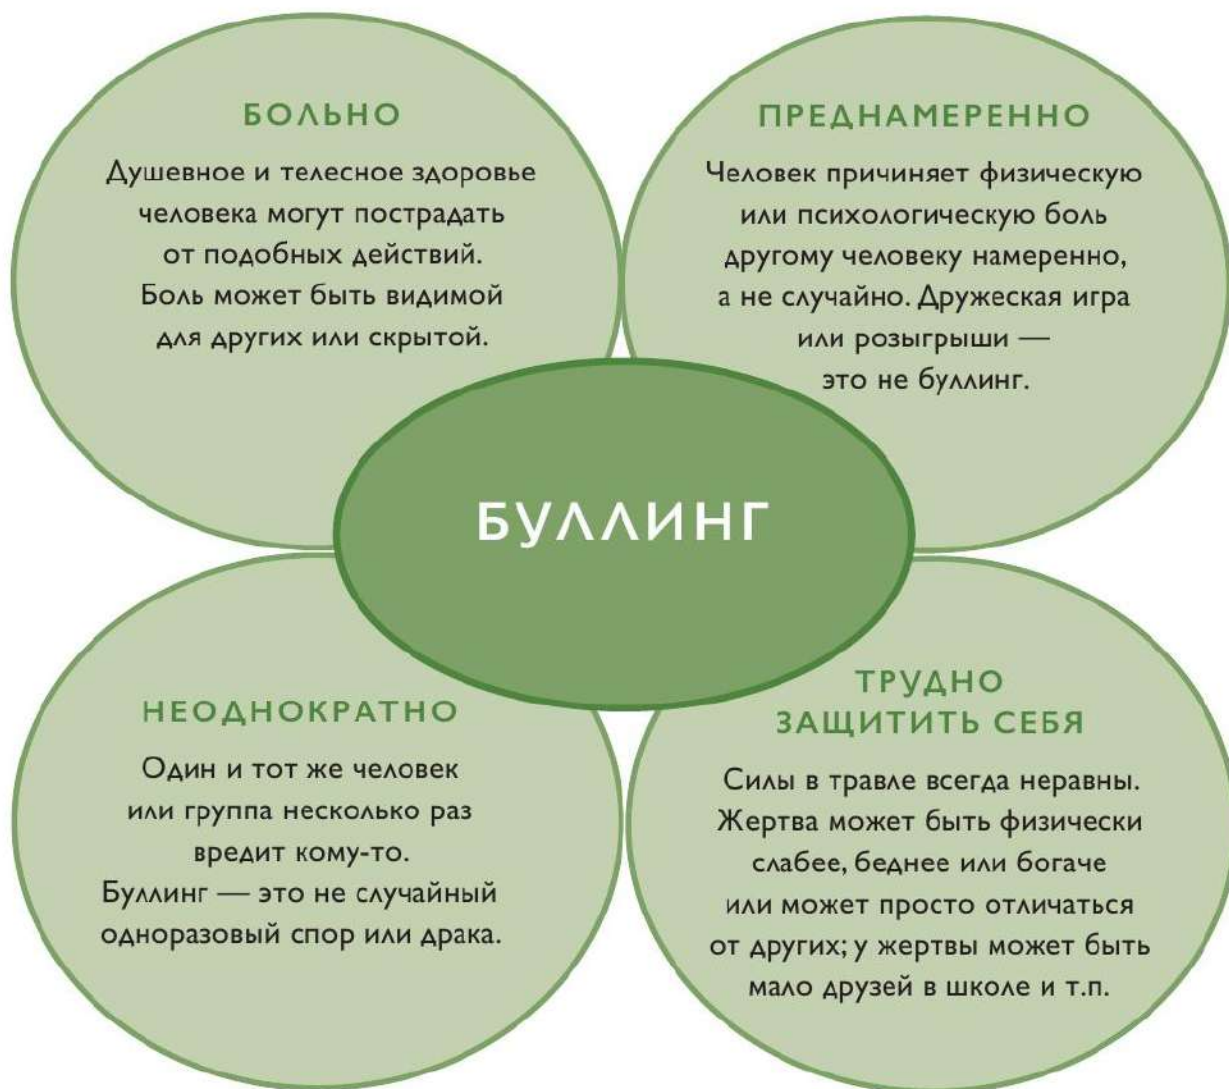 БОЛЬНО
Душевное и телесное здоровье
человека могут пострадать
от подобных действий.
Боль может быть видимой
для других или скрытой.
ПРЕДНАМЕРЕННО
Человек причиняет физическую
или психологическую боль
другому человеку намеренно,
а не случайно. Дружеская игра
или розыгрыши —
это не буллинг.
БУЛЛИНГ
НЕОДНОКРАТНО
Один и тот же человек
или группа несколько раз
вредит кому-то.
Буллинг — это не случайный
одноразовый спор или драка.
ТРУДНО
ЗАЩИТИТЬ СЕБЯ
Силы в травле всегда неравны.
Жертва может быть физически
слабее, беднее или богаче
или может просто отличаться
от других; у жертвы может быть
мало друзей в школе и т.п.